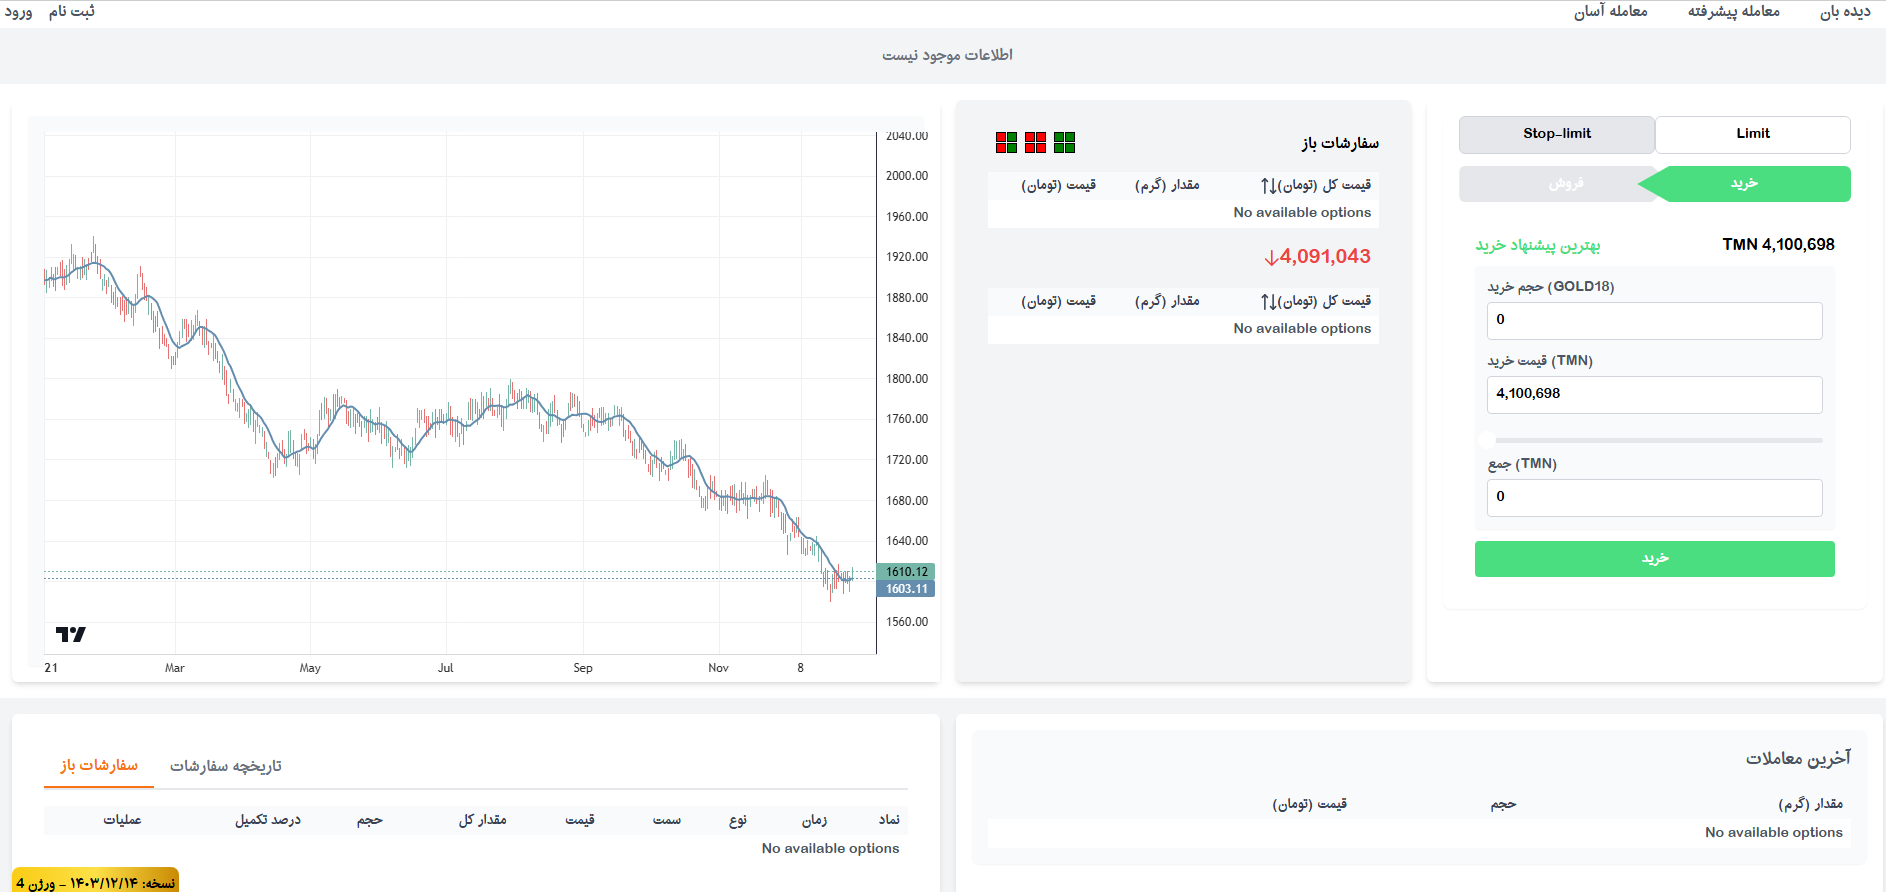 دیده بان
معامله پیشرفته
معامله آسان
ثبت نام
ورود
اطلاعات موجود نیست
Stop-limit
Limit
خرید
فروش
بهترین پیشنهاد خرید
TMN 4,100,698
حجم خرید (GOLD18)
0
قیمت خرید (TMN)
4,100,698
جمع (TMN)
0
خرید
سفارشات باز
قیمت کل (تومان)↑↓ مقدار (گرم) قیمت (تومان)
No available options
↓4,091,043
قیمت کل (تومان)↑↓ مقدار (گرم) قیمت (تومان)
No available options
2040.00
2000.00
1960.00
1920.00
1880.00
1840.00
1800.00
1760.00
1720.00
1680.00
1640.00
1610.12
1603.11
1560.00
21 Mar May Jul Sep Nov 8
آخرین معاملات
مقدار (گرم) حجم قیمت (تومان)
No available options
سفارشات باز
تاریخچه سفارشات
نماد زمان نوع سمت قیمت مقدار کل حجم درصد تکمیل عملیات
No available options
نسخه: ۱۴۰۳/۱۲/۱۴ - ورژن 4